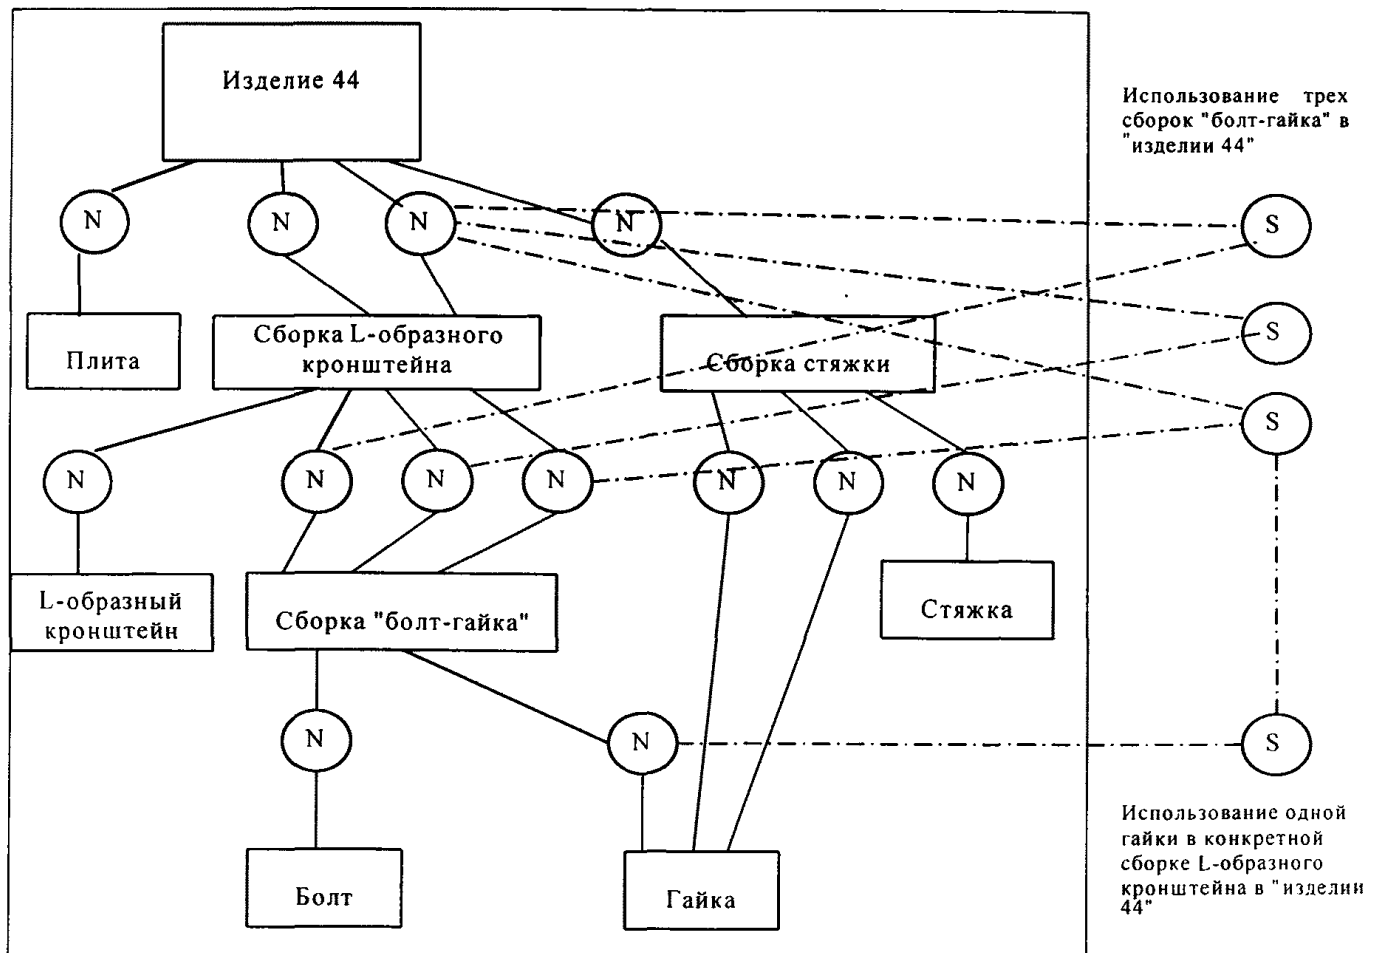 Изделие 44
Использование трех
сборок "болт-гайка" в
"изделии 44"
N
N
N
N
S
S
Плита
Сборка L-образного
кронштейна
Сборка стяжки
S
N
N
N
N
N
N
N
L-образный
кронштейн
Сборка "болт-гайка"
Стяжка
N
N
S
Использование одной
гайки в конкретной
сборке L-образного
кронштейна в "изделии
44"
Болт
Гайка